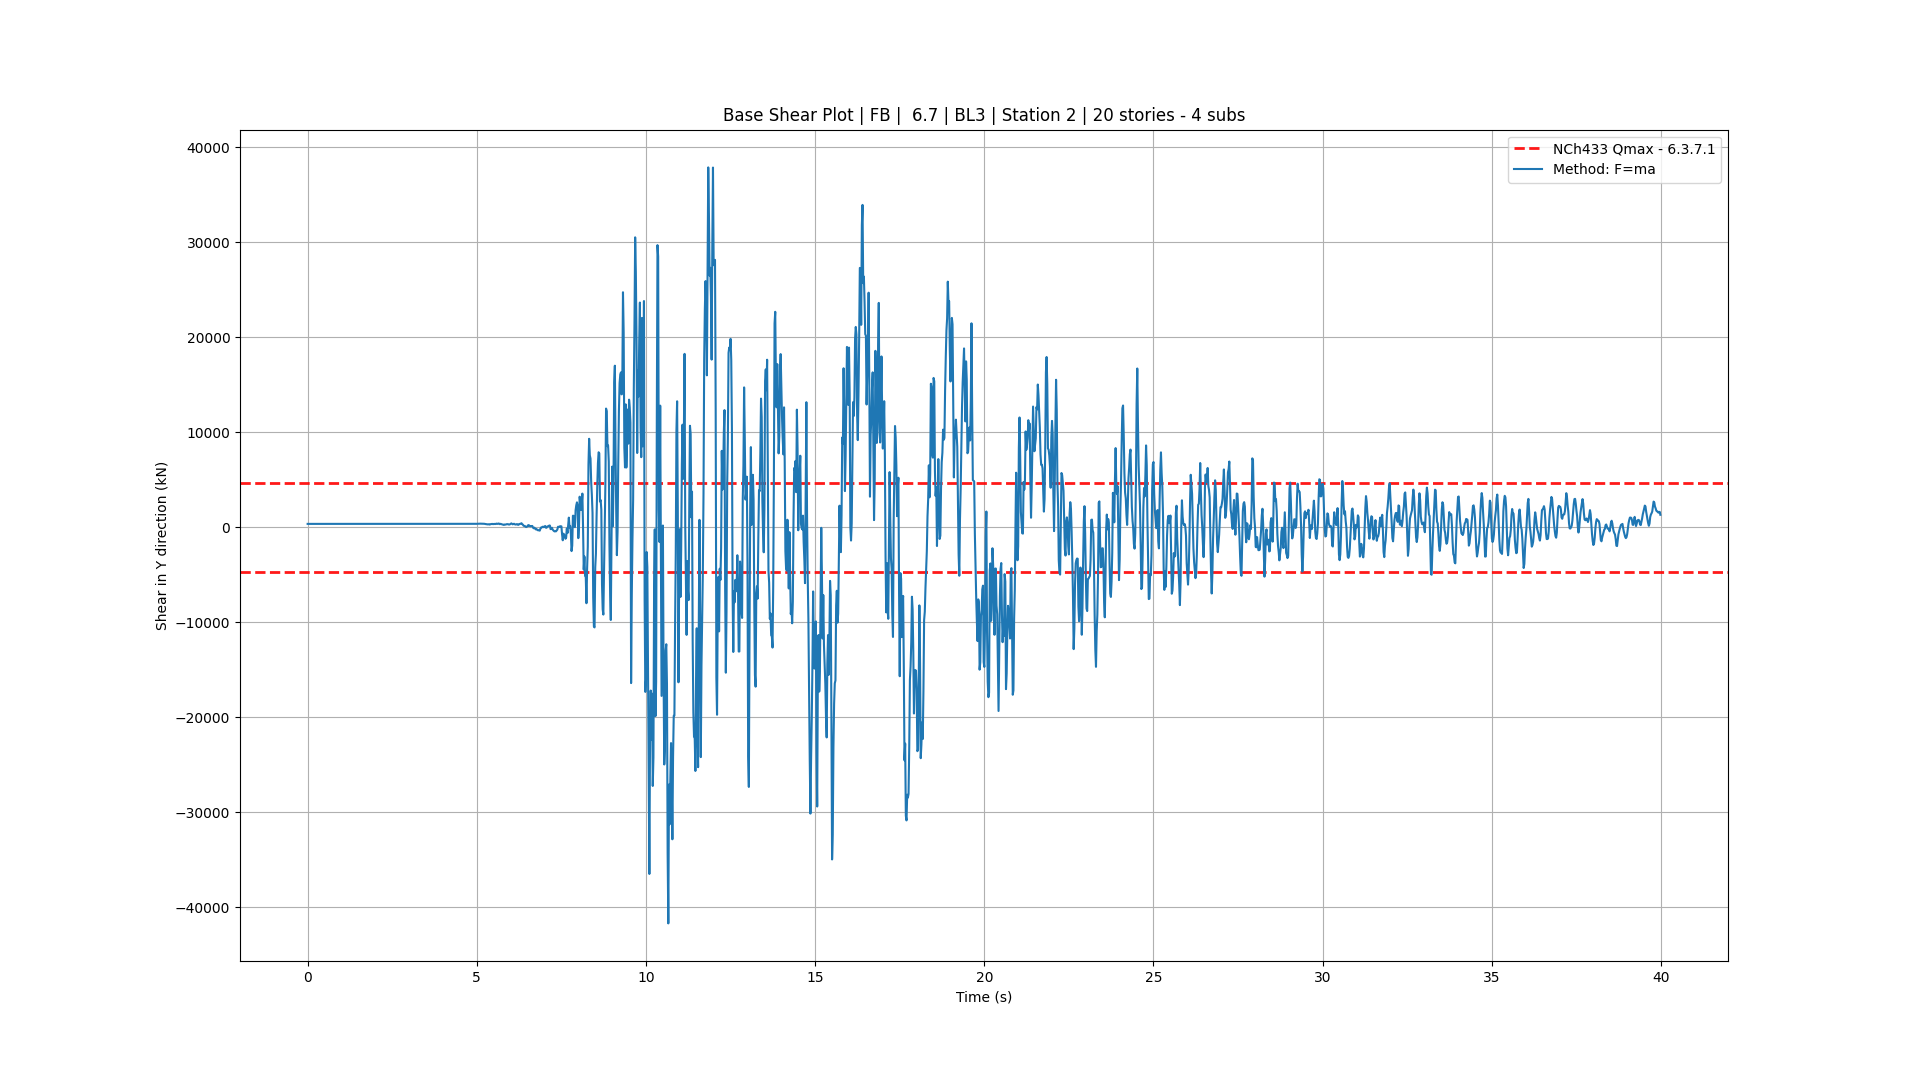 Base Shear Plot | FB |  6.7 | BL3 | Station 2 | 20 stories - 4 subs
NCh433 Qmax - 6.3.7.1
Method: F=ma
Shear in Y direction (kN)
40000
30000
20000
10000
0
−10000
−20000
−30000
−40000
0 5 10 15 20 25 30 35 40
Time (s)